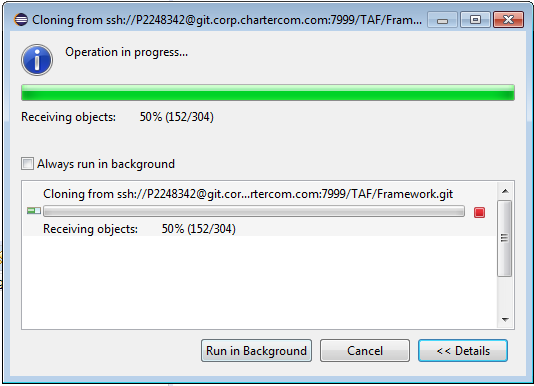 Cloning from ssh://P2248342@git.corp.chartercom.com:7999/TAF/Fram...
Operation in progress...
Receiving objects: 50% (152/304)
Always run in background
Cloning from ssh://P2248342@git.cor...rtercom.com:7999/TAF/Framework.git
Receiving objects: 50% (152/304)
Run in Background Cancel << Details